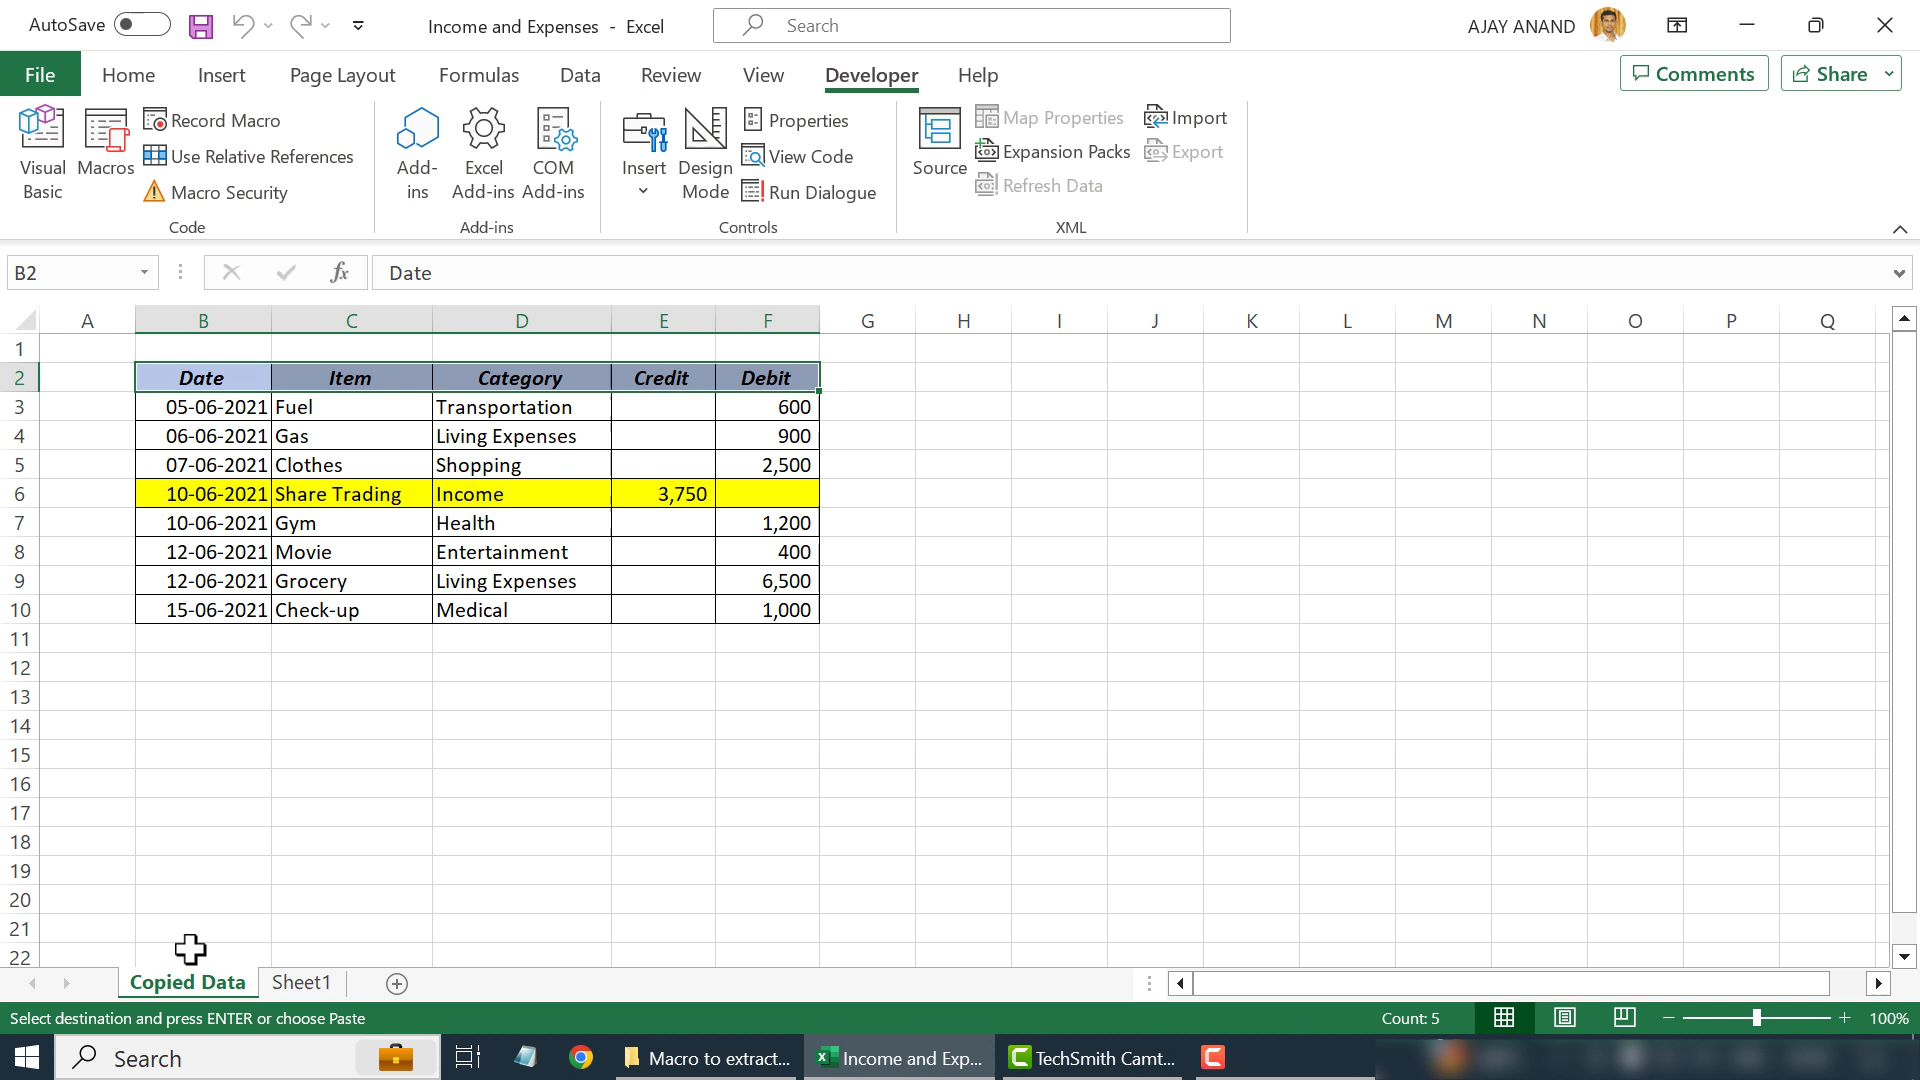 AutoSave Income and Expenses - Excel Search AJAY ANAND
File Home Insert Page Layout Formulas Data Review View Developer Help Comments Share
Visual Basic Macros Record Macro Use Relative References Macro Security
Add-ins Excel Add-ins COM Add-ins
Insert Design Mode Properties View Code Run Dialogue
Source Map Properties Expansion Packs Refresh Data Import Export
Code Add-ins Controls XML
B2 fx Date
A B C D E F G H I J K L M N O P Q
1
2 Date Item Category Credit Debit
3 05-06-2021 Fuel Transportation 600
4 06-06-2021 Gas Living Expenses 900
5 07-06-2021 Clothes Shopping 2,500
6 10-06-2021 Share Trading Income 3,750
7 10-06-2021 Gym Health 1,200
8 12-06-2021 Movie Entertainment 400
9 12-06-2021 Grocery Living Expenses 6,500
10 15-06-2021 Check-up Medical 1,000
11
12
13
14
15
16
17
18
19
20
21
22
Copied Data Sheet1
Select destination and press ENTER or choose Paste Count: 5 100%
Search Macro to extract... Income and Exp... TechSmith Camt...